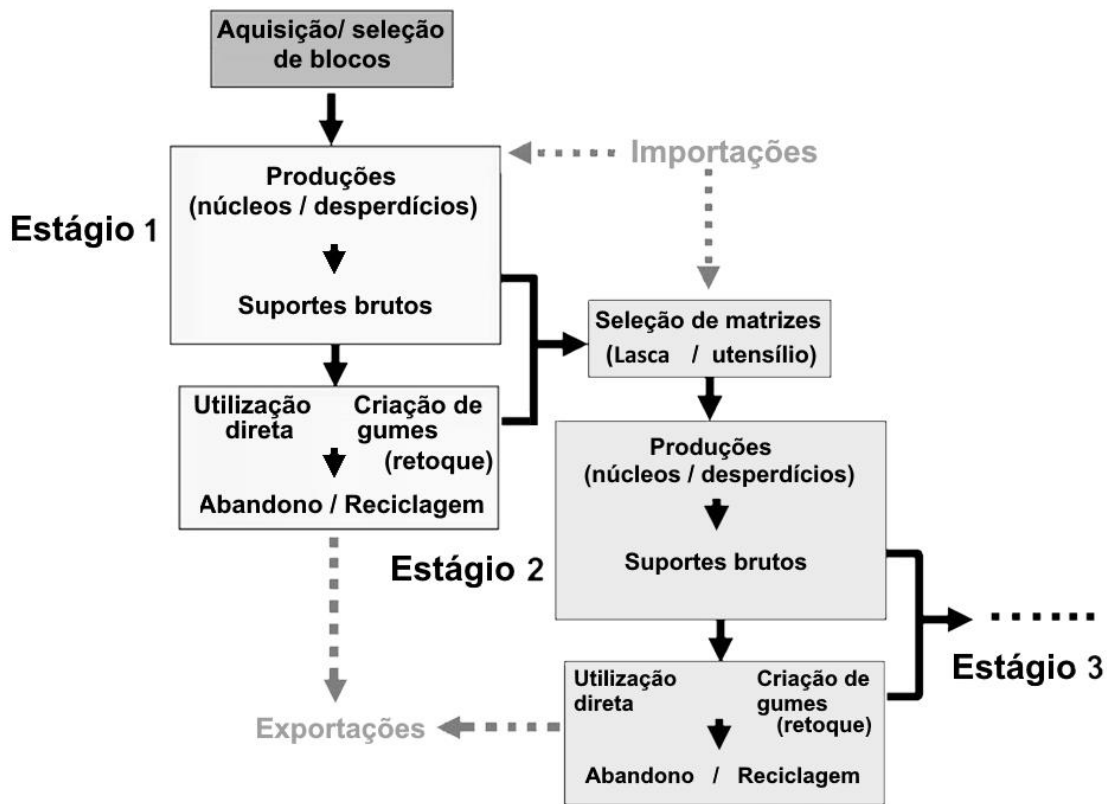 Aquisição/ seleção
de blocos
Importações
Produções
(núcleos / desperdícios)
Estágio 1
Suportes brutos
Seleção de matrizes
(Lasca / utensílio)
Utilização
direta
Criação de
gumes
(retoque)
Abandono / Reciclagem
Produções
(núcleos / desperdícios)
Estágio 2
Suportes brutos
Estágio 3
Utilização
direta
Criação de
gumes
(retoque)
Exportações
Abandono / Reciclagem